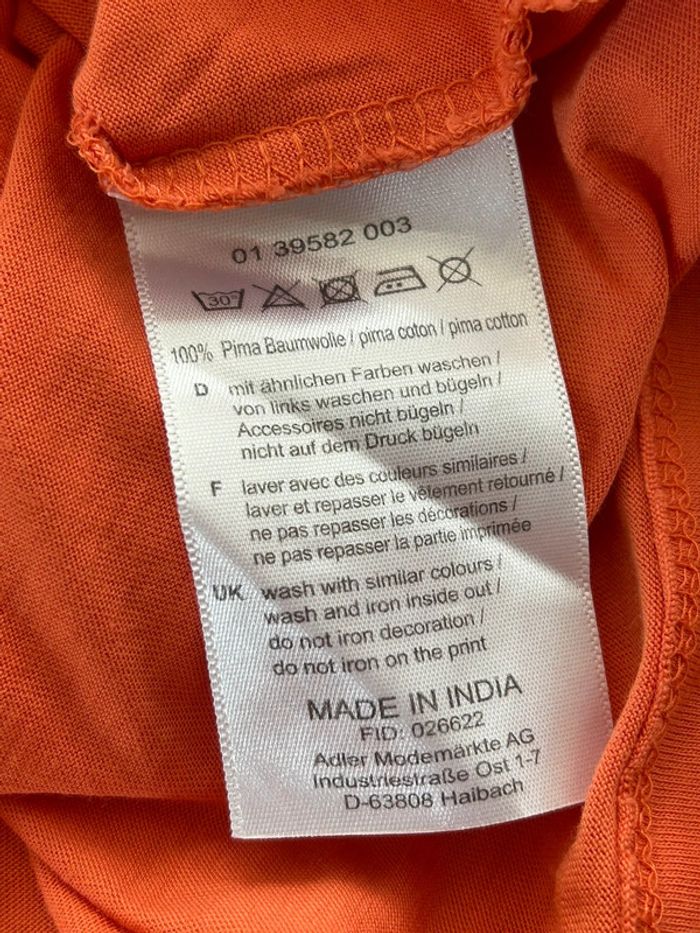 01 39582 003
30°
100% Pima Baumwolle / pima coton / pima cotton
D mit ähnlichen Farben waschen /
von links waschen und bügeln /
Accessoires nicht bügeln /
nicht auf dem Druck bügeln
F laver avec des couleurs similaires /
laver et repasser le vêtement retourné /
ne pas repasser les décorations /
ne pas repasser la partie imprimée
UK wash with similar colours /
wash and iron inside out /
do not iron decoration /
do not iron on the print
MADE IN INDIA
FID: 026622
Adler Modemärkte AG
Industriestraße Ost 1-7
D-63808 Haibach